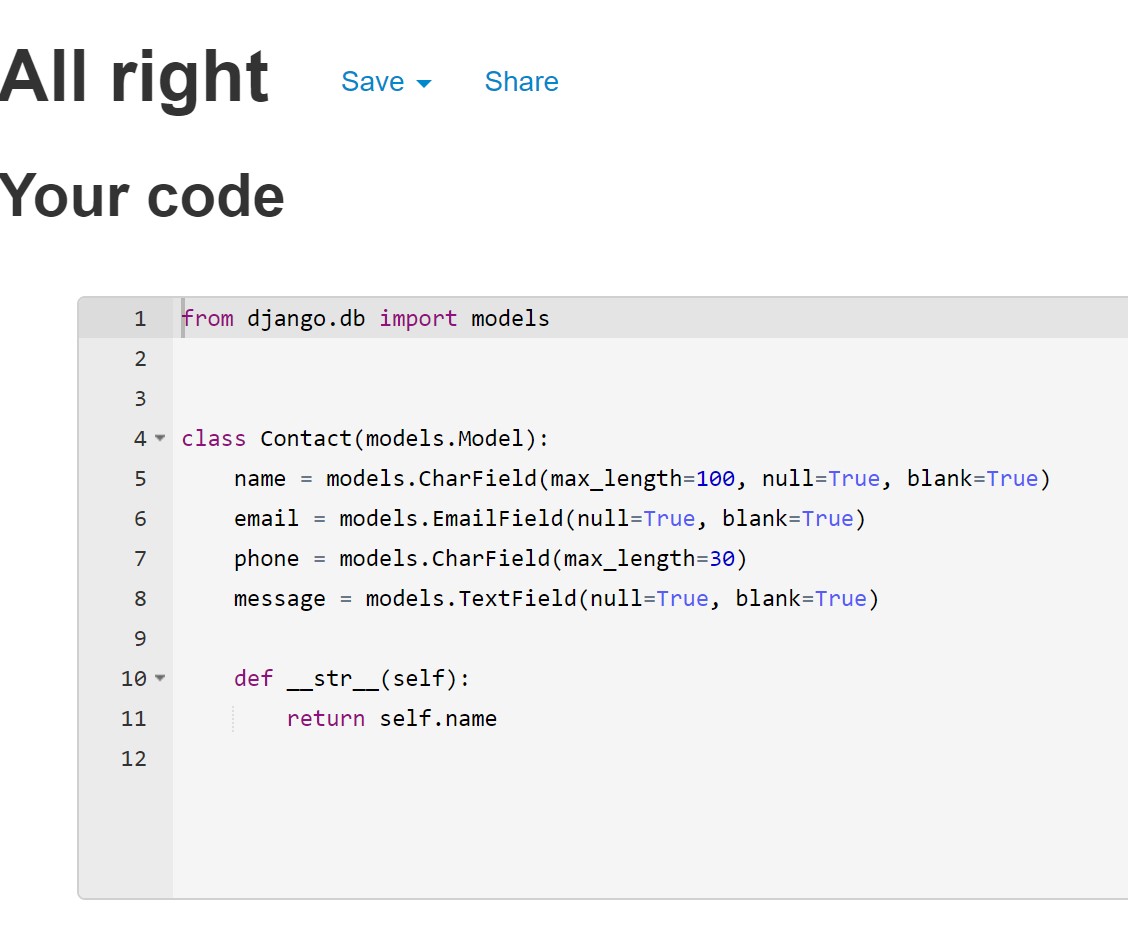 All right Save Share
Your code
1 from django.db import models
2
3
4 class Contact(models.Model):
5     name = models.CharField(max_length=100, null=True, blank=True)
6     email = models.EmailField(null=True, blank=True)
7     phone = models.CharField(max_length=30)
8     message = models.TextField(null=True, blank=True)
9
10     def __str__(self):
11         return self.name
12